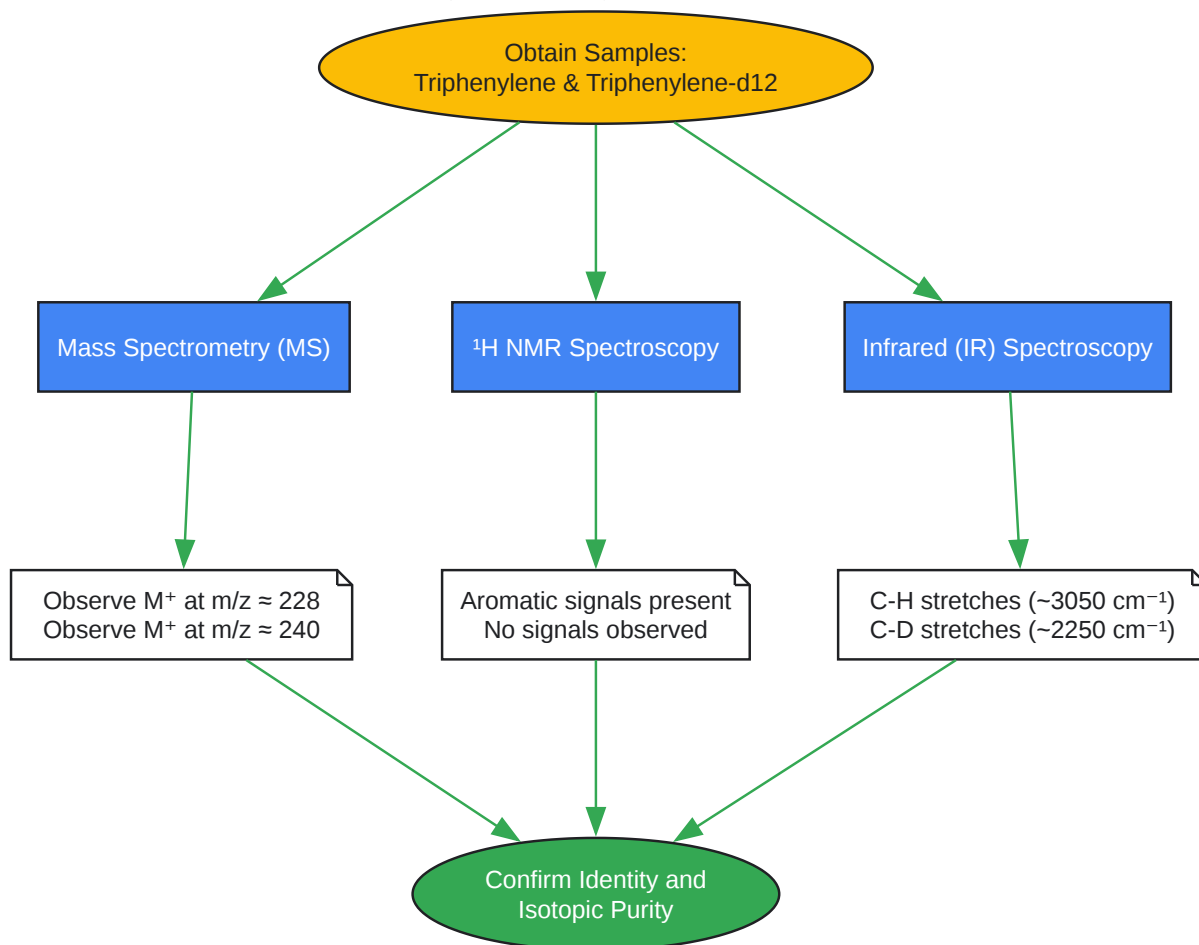 Obtain Samples:
Triphenylene & Triphenylene-d12
Mass Spectrometry (MS)
¹H NMR Spectroscopy
Infrared (IR) Spectroscopy
Observe M⁺ at m/z ≈ 228
Observe M⁺ at m/z ≈ 240
Aromatic signals present
No signals observed
C-H stretches (~3050 cm⁻¹)
C-D stretches (~2250 cm⁻¹)
Confirm Identity and
Isotopic Purity